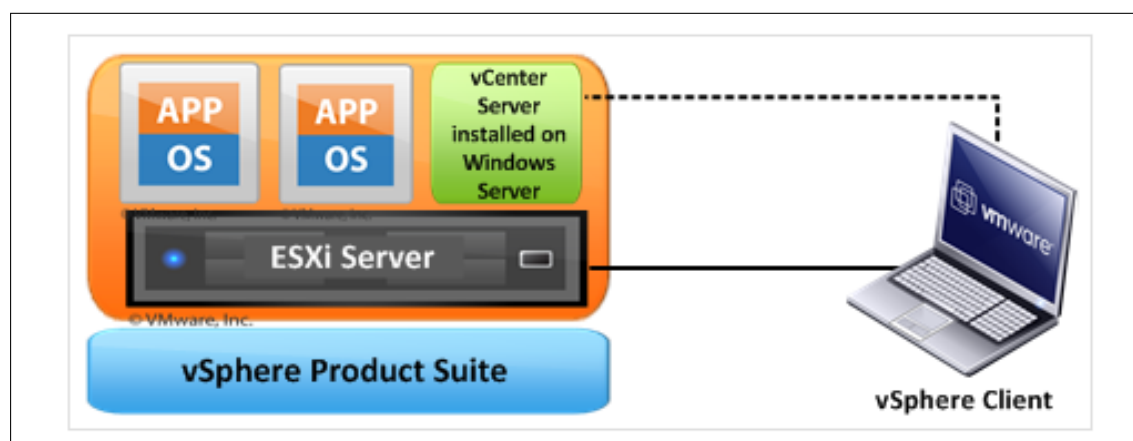 APP
OS
APP
OS
vCenter
Server
installed on
Windows
Server
ESXi Server
© VMware, Inc.
vSphere Product Suite
vmware
vSphere Client